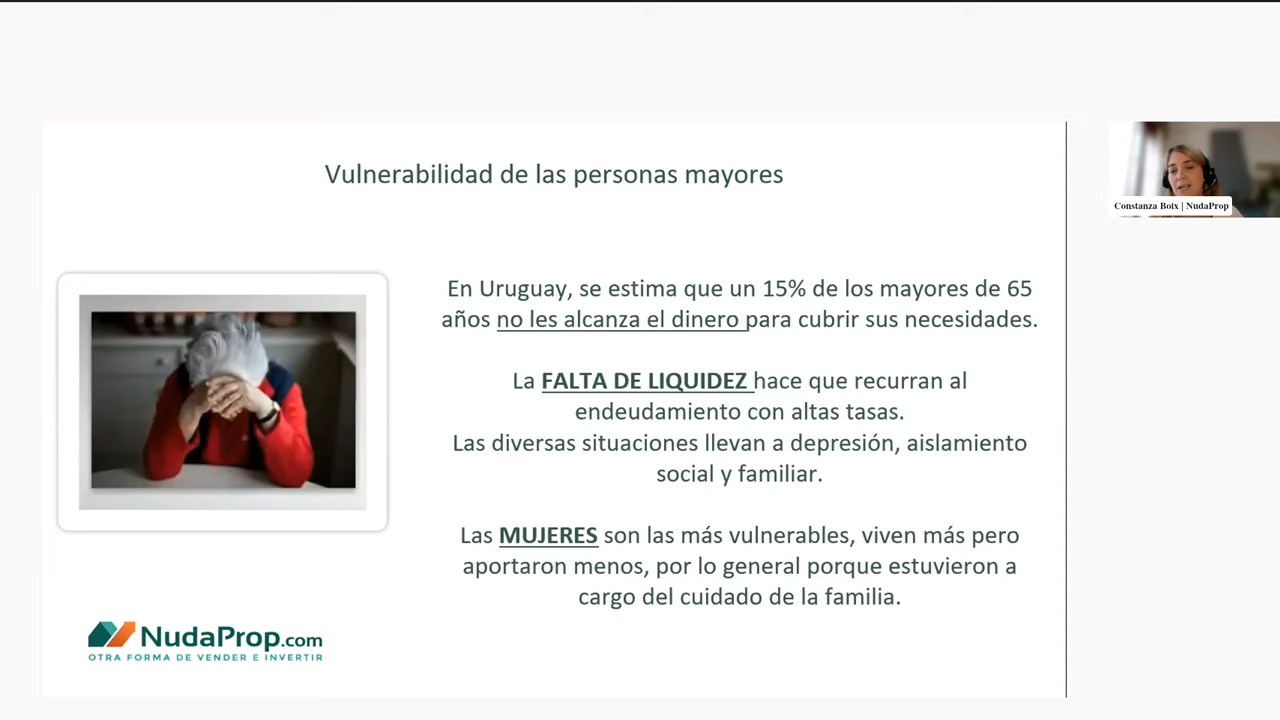 Vulnerabilidad de las personas mayores
En Uruguay, se estima que un 15% de los mayores de 65
años no les alcanza el dinero para cubrir sus necesidades.
La FALTA DE LIQUIDEZ hace que recurran al
endeudamiento con altas tasas.
Las diversas situaciones llevan a depresión, aislamiento
social y familiar.
Las MUJERES son las más vulnerables, viven más pero
aportaron menos, por lo general porque estuvieron a
cargo del cuidado de la familia.
NudaProp.com
OTRA FORMA DE VENDER E INVERTIR
Constanza Boix | NudaProp